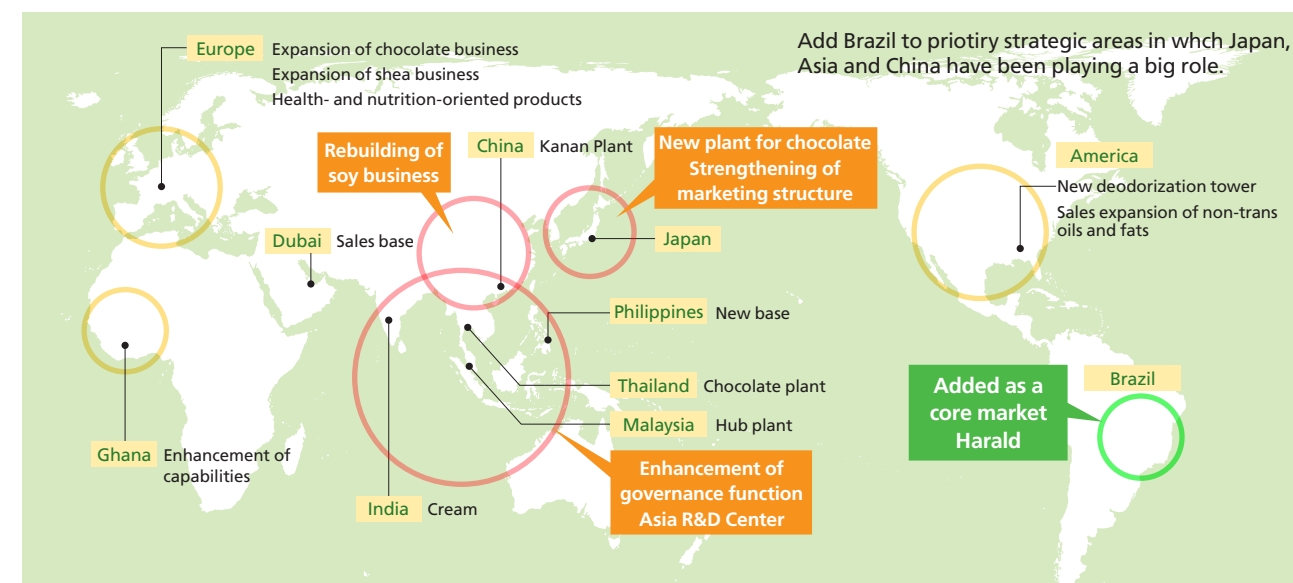 Add Brazil to priotiry strategic areas in whch Japan,
Asia and China have been playing a big role.
Europe Expansion of chocolate business
Expansion of shea business
Health- and nutrition-oriented products
Rebuilding of
soy business
China Kanan Plant
New plant for chocolate
Strengthening of
marketing structure
America
New deodorization tower
Sales expansion of non-trans
oils and fats
Dubai Sales base
Japan
Philippines New base
Thailand Chocolate plant
Malaysia Hub plant
Added as a
core market
Harald
Brazil
Ghana Enhancement of
capabilities
India Cream
Enhancement of
governance function
Asia R&D Center